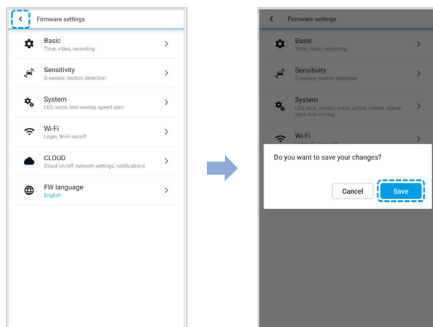 Firmware settings
Basic
Time, video, recording
Sensitivity
G-sensor, motion detection
System
LED, voice, text overlay, speed alert
Wi-Fi
Login, Wi-Fi on/off
CLOUD
Cloud on/off, network settings, notifications
FW language
English
Firmware settings
Basic
Time, video, recording
Sensitivity
G-sensor, motion detection
System
alert, text overlay
Wi-Fi
Do you want to save your changes?
Cancel
Save